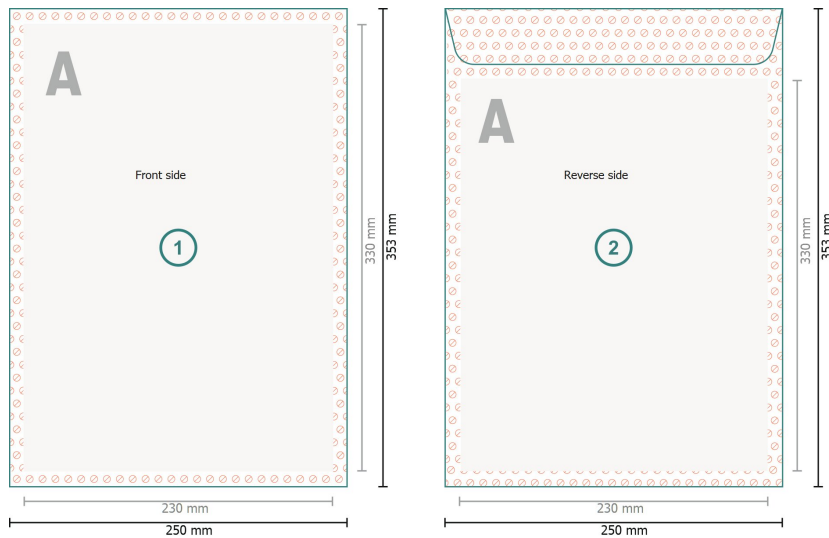 A
Front side
1
330 mm
353 mm
230 mm
250 mm
A
Reverse side
2
330 mm
353 mm
230 mm
250 mm